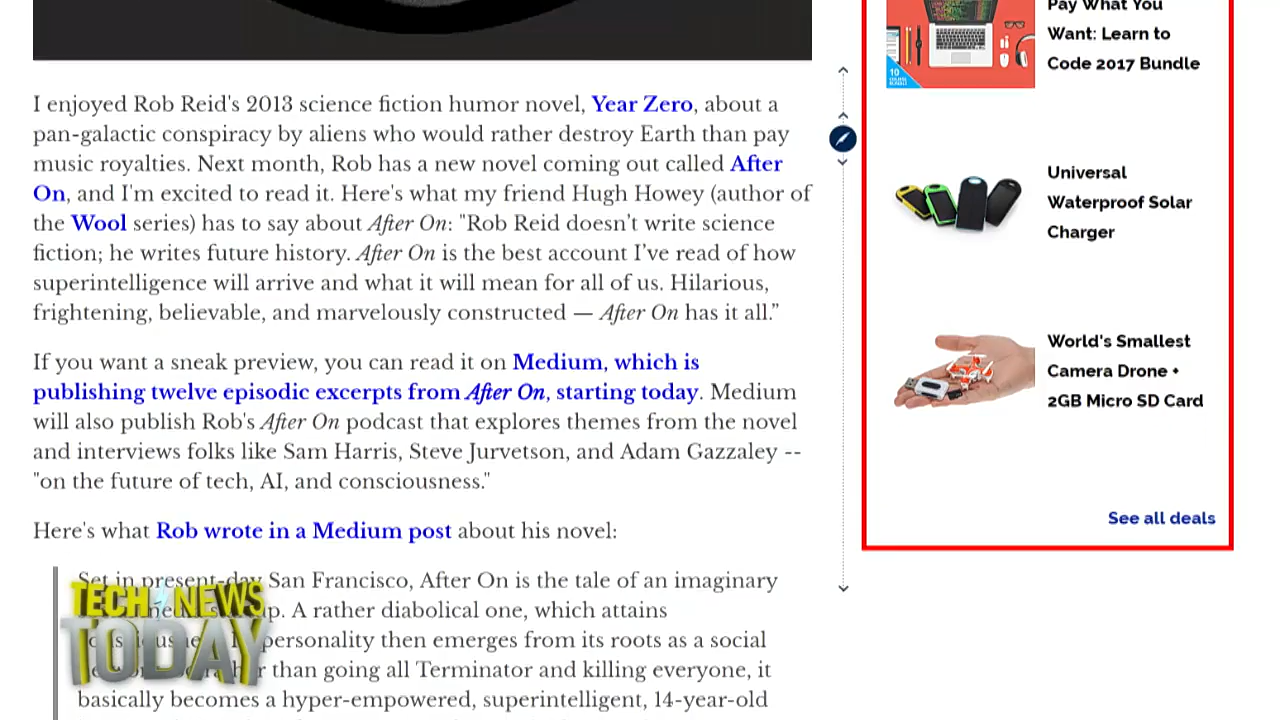 I enjoyed Rob Reid's 2013 science fiction humor novel, Year Zero, about a
pan-galactic conspiracy by aliens who would rather destroy Earth than pay
music royalties. Next month, Rob has a new novel coming out called After
On, and I'm excited to read it. Here's what my friend Hugh Howey (author of
the Wool series) has to say about After On: "Rob Reid doesn't write science
fiction; he writes future history. After On is the best account I've read of how
superintelligence will arrive and what it will mean for all of us. Hilarious,
frightening, believable, and marvelously constructed — After On has it all.”
If you want a sneak preview, you can read it on Medium, which is
publishing twelve episodic excerpts from After On, starting today. Medium
will also publish Rob's After On podcast that explores themes from the novel
and interviews folks like Sam Harris, Steve Jurvetson, and Adam Gazzaley --
"on the future of tech, AI, and consciousness."
Here's what Rob wrote in a Medium post about his novel:
Set in present-day San Francisco, After On is the tale of an imaginary
A rather diabolical one, which attains
personality then emerges from its roots as a social
than going all Terminator and killing everyone, it
basically becomes a hyper-empowered, superintelligent, 14-year-old
TECH NEWS
TODAY
Pay What You
Want: Learn to
Code 2017 Bundle
10
Universal
Waterproof Solar
Charger
World's Smallest
Camera Drone +
2GB Micro SD Card
See all deals